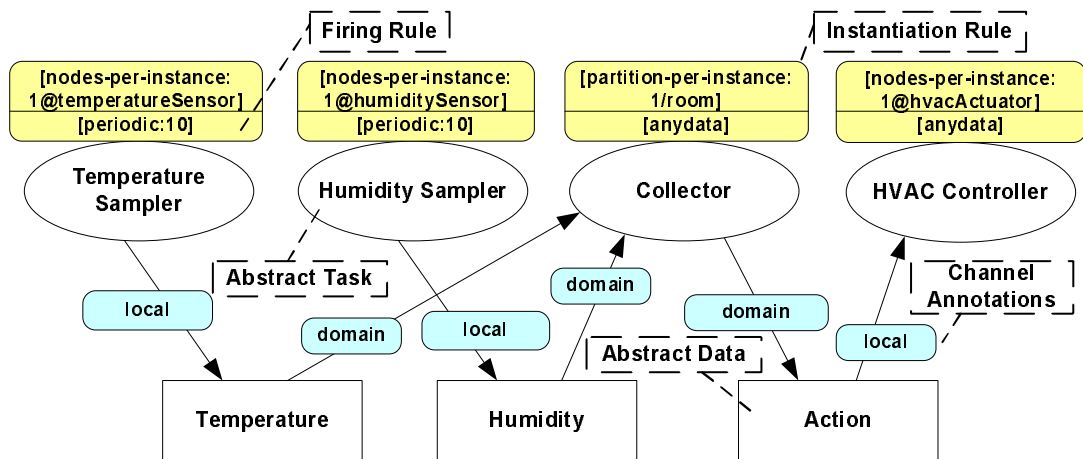 Firing Rule
Instantiation Rule
[nodes-per-instance:
1@temperatureSensor]
[periodic:10]
[nodes-per-instance:
1@humiditySensor]
[periodic:10]
[partition-per-instance:
1/room]
[anydata]
[nodes-per-instance:
1@hvacActuator]
[anydata]
Temperature
Sampler
Humidity Sampler
Collector
HVAC Controller
Abstract Task
Channel
Annotations
local
domain
local
domain
domain
local
Abstract Data
Temperature
Humidity
Action